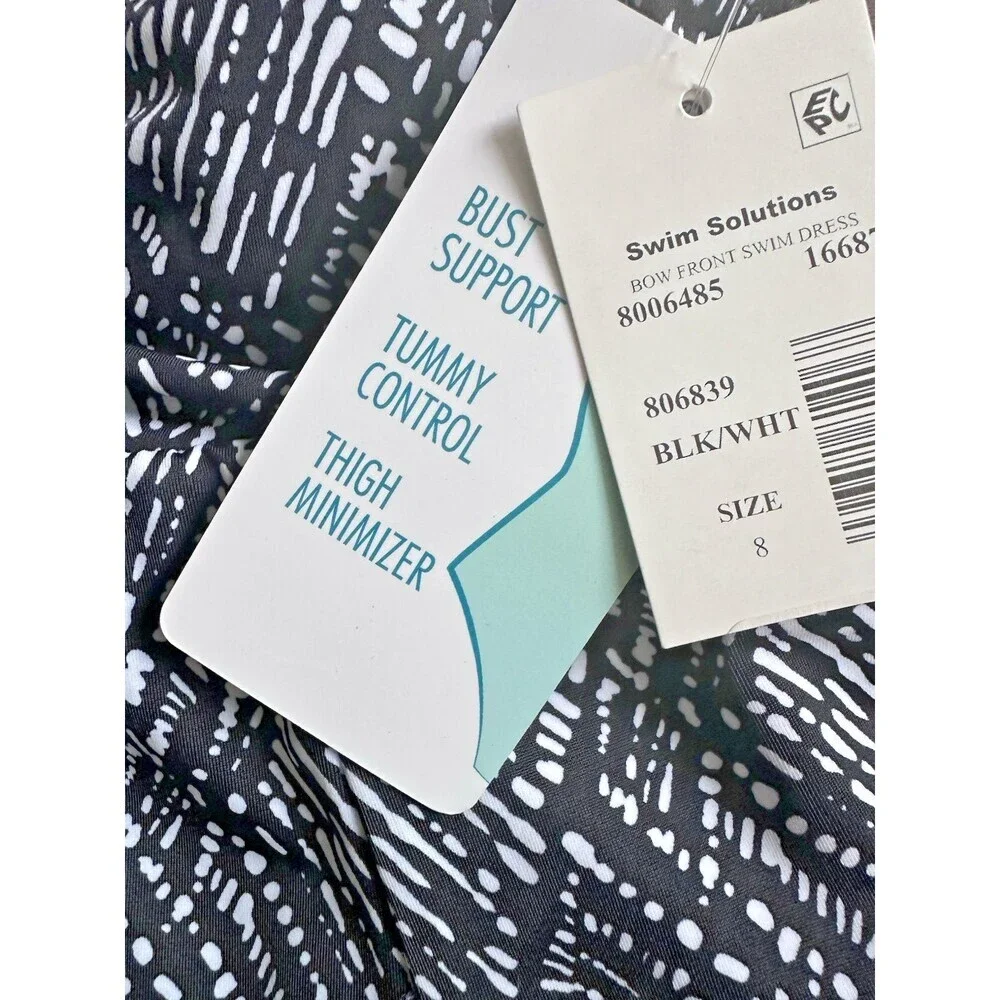 BUST
SUPPORT
TUMMY
CONTROL
THIGH
MINIMIZER
EPC
Swim Solutions
BOW FRONT SWIM DRESS
8006485 16687
806839
BLK/WHT
SIZE
8